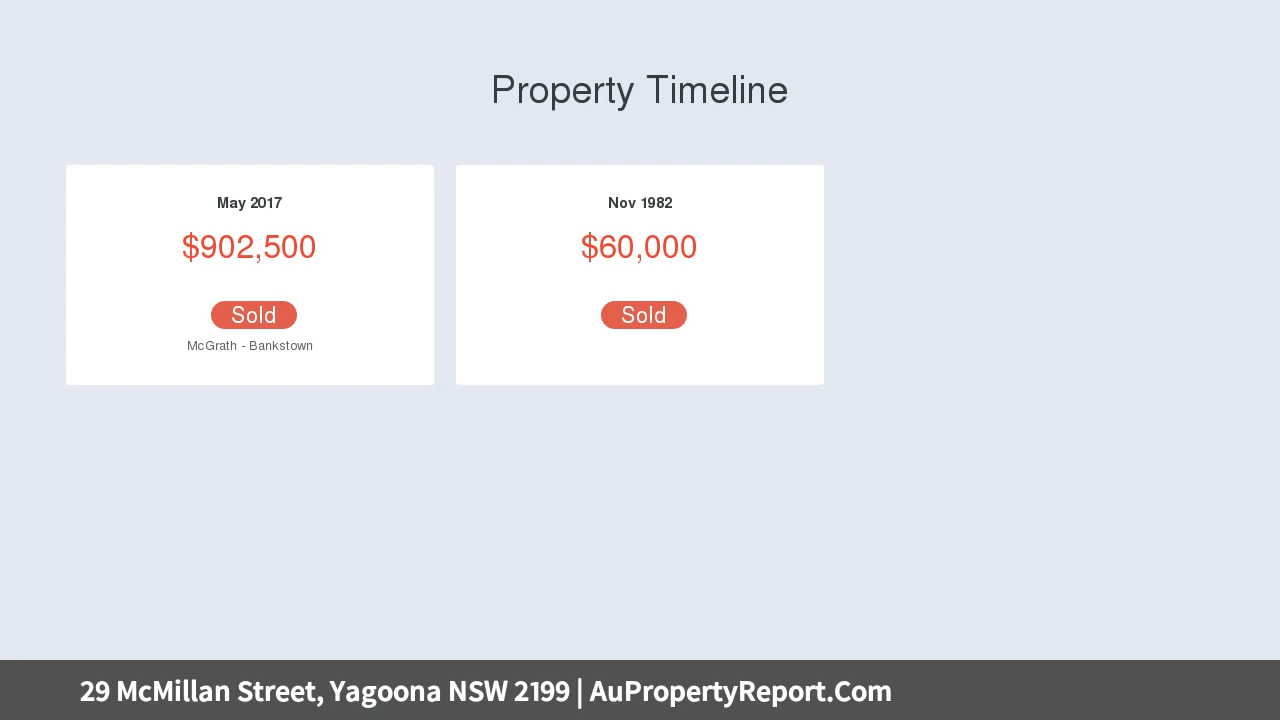 Property Timeline
May 2017
$902,500
Sold
McGrath - Bankstown
Nov 1982
$60,000
Sold
29 McMillan Street, Yagoona NSW 2199 | AuPropertyReport.Com